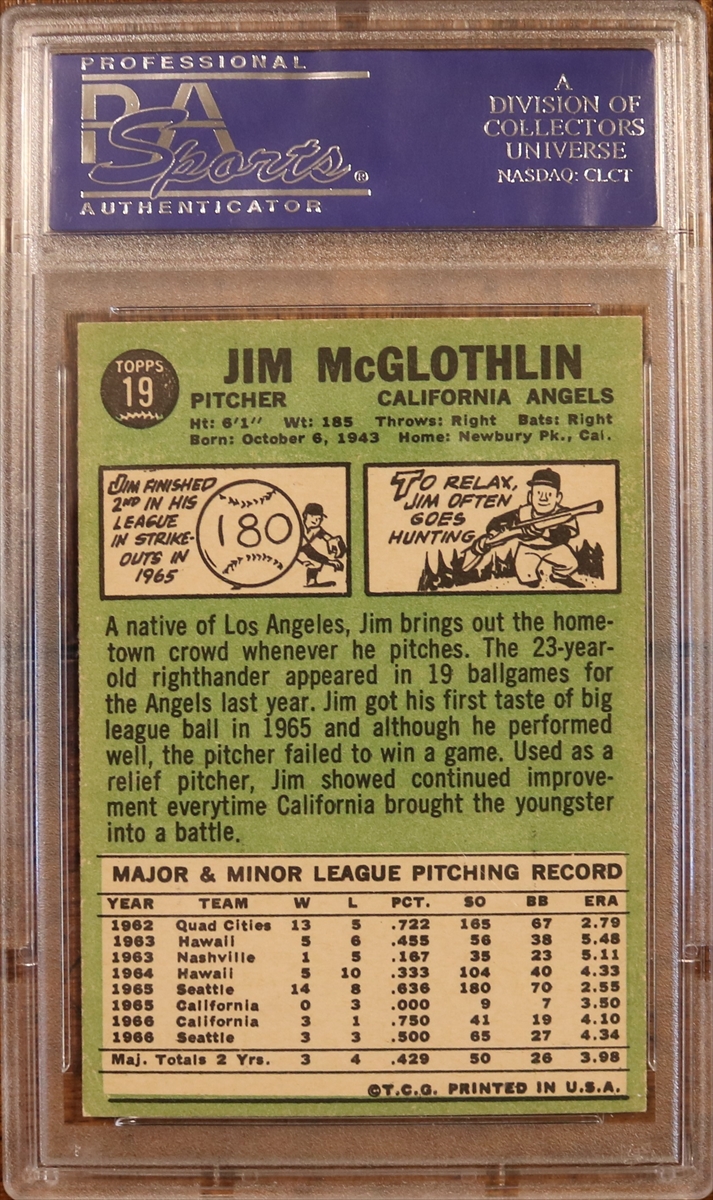 PROFESSIONAL
PSA
Sports®
AUTHENTICATOR
A
DIVISION OF
COLLECTORS
UNIVERSE
NASDAQ: CLCT
TOPPS
19
JIM McGLOTHLIN
PITCHER CALIFORNIA ANGELS
Ht: 6'1" Wt: 185 Throws: Right Bats: Right
Born: October 6, 1943 Home: Newbury Pk., Cal.
JIM FINISHED
2ND IN HIS
LEAGUE
IN STRIKE-
OUTS IN
1965
180
TO RELAX,
JIM OFTEN
GOES
HUNTING
A native of Los Angeles, Jim brings out the home-
town crowd whenever he pitches. The 23-year-
old righthander appeared in 19 ballgames for
the Angels last year. Jim got his first taste of big
league ball in 1965 and although he performed
well, the pitcher failed to win a game. Used as a
relief pitcher, Jim showed continued improve-
ment everytime California brought the youngster
into a battle.
MAJOR & MINOR LEAGUE PITCHING RECORD
YEAR TEAM W L PCT. SO BB ERA
1962 Quad Cities 13 5 .722 165 67 2.79
1963 Hawaii 5 6 .455 56 38 5.48
1963 Nashville 1 5 .167 35 23 5.11
1964 Hawaii 5 10 .333 104 40 4.33
1965 Seattle 14 8 .636 180 70 2.55
1965 California 0 3 .000 9 7 3.50
1966 California 3 1 .750 41 19 4.10
1966 Seattle 3 3 .500 65 27 4.34
Maj. Totals 2 Yrs. 3 4 .429 50 26 3.98
©T.C.G. PRINTED IN U.S.A.